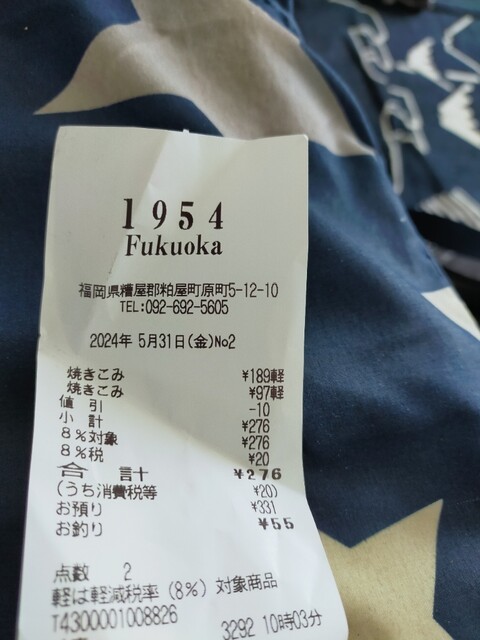 1954
Fukuoka
福岡県糟屋郡粕屋町原町5-12-10
TEL:092-692-5605
2024年 5月31日(金)No2
焼きこみ ¥189軽
焼きこみ ¥97軽
値 引 -10
小 計 ¥276
8%対象 ¥276
8%税 ¥20
合 計 ¥276
(うち消費税等 ¥20)
お預り ¥331
お釣り ¥55
点数 2
軽は軽減税率(8%)対象商品
T4300001008826
3292 10時03分